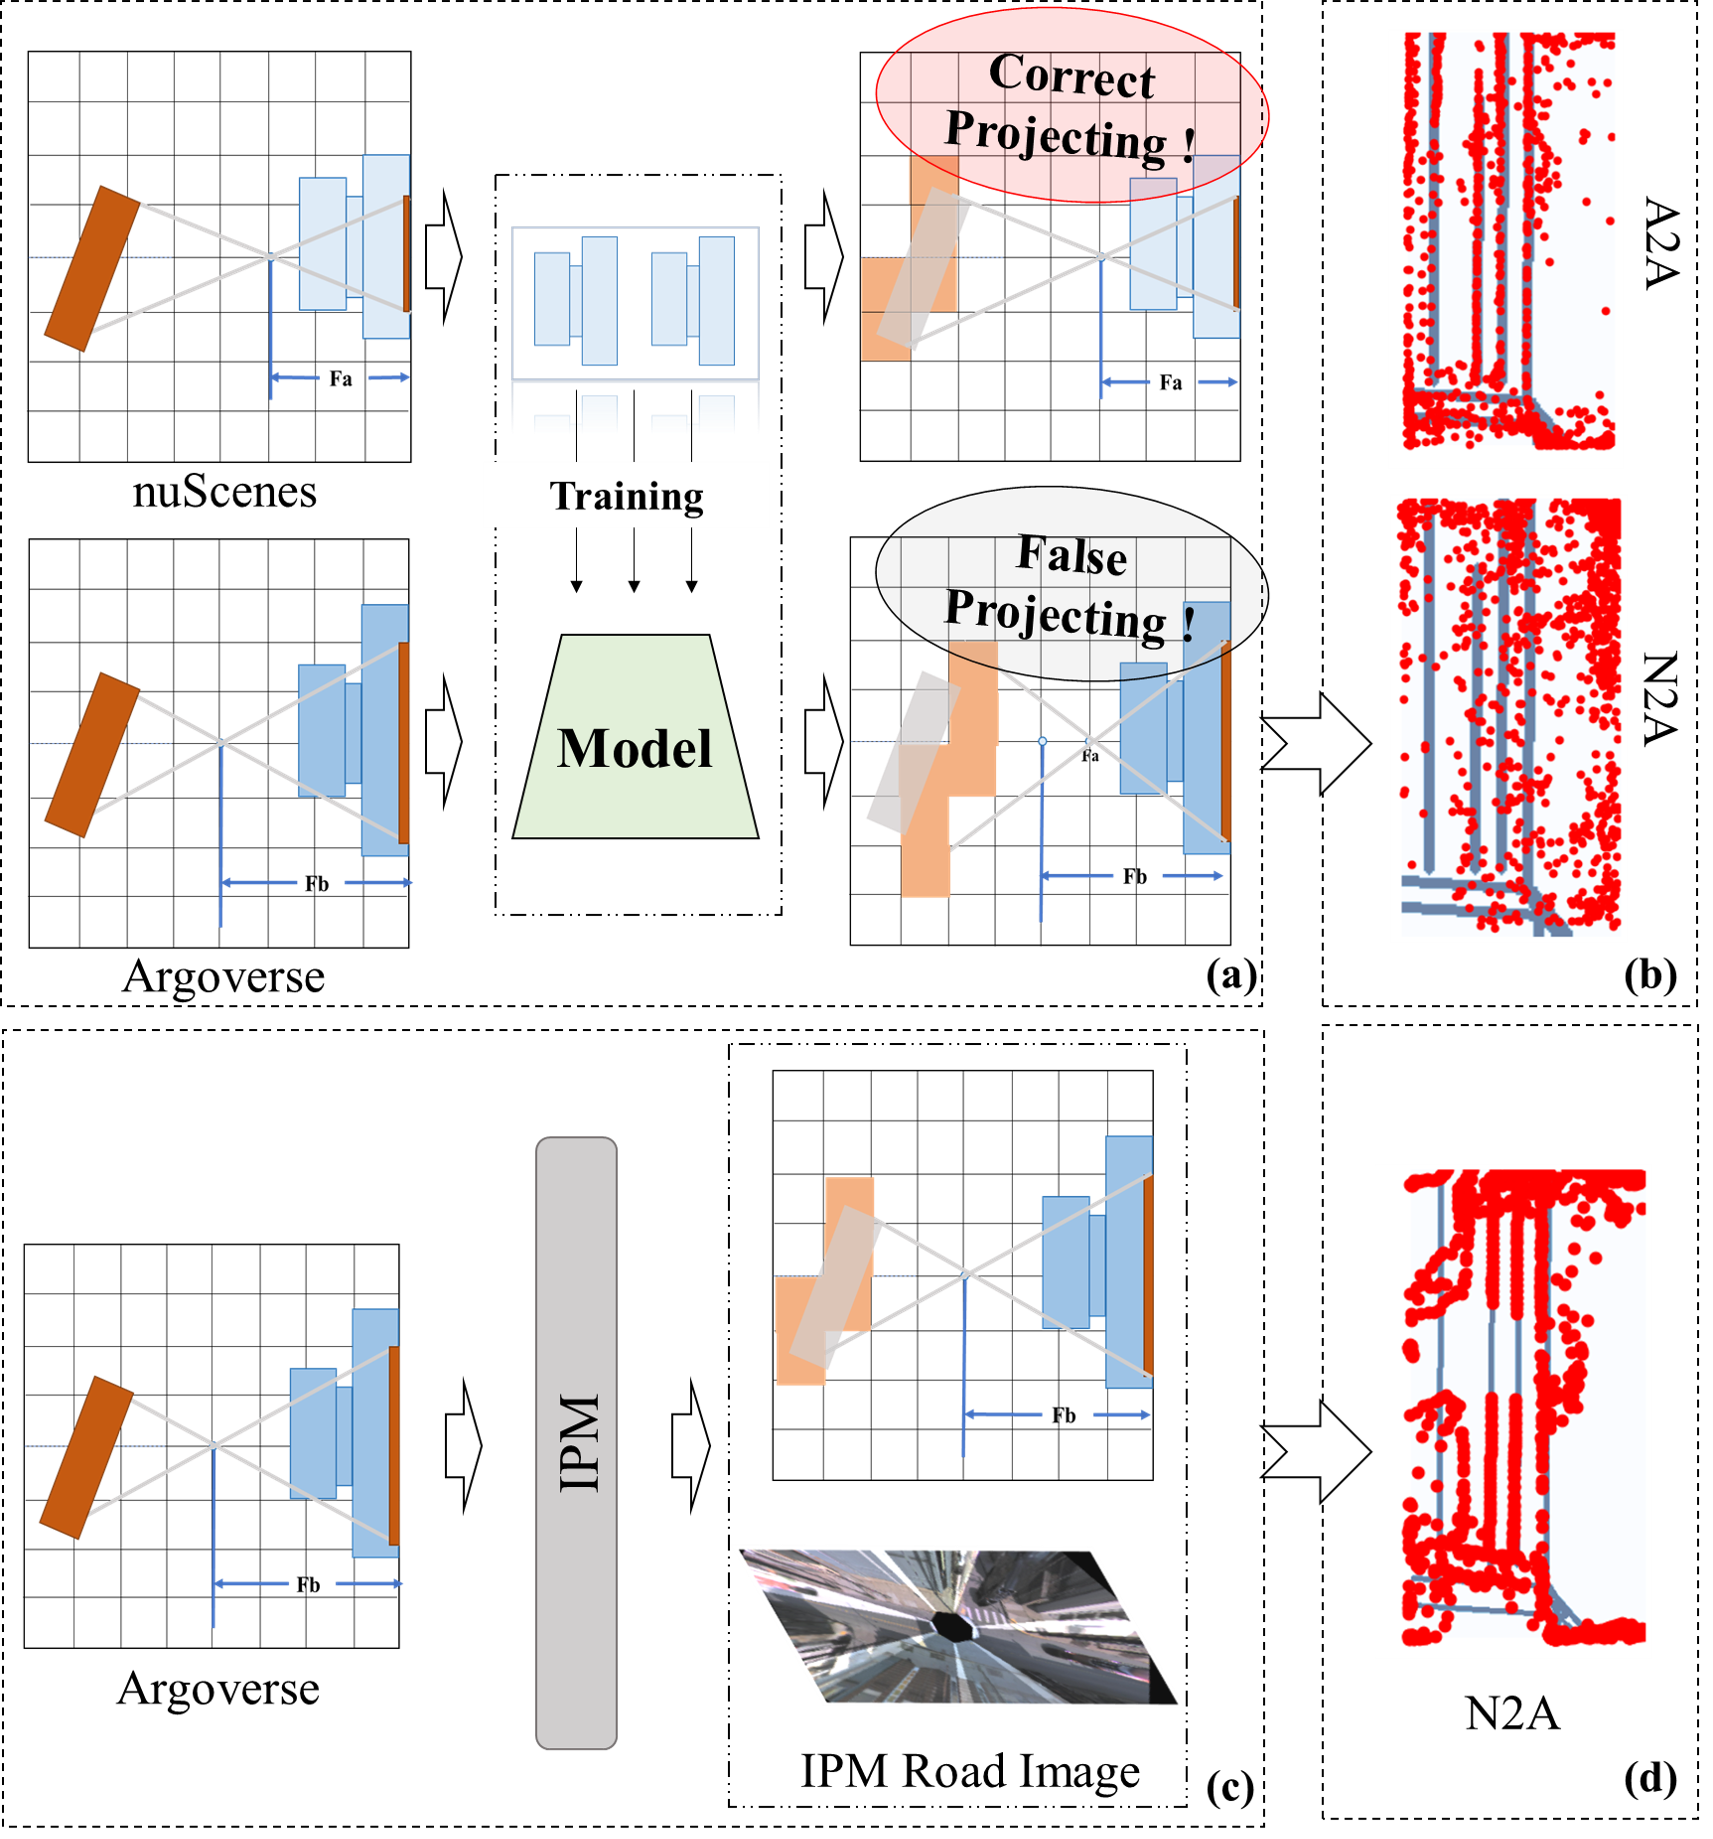 Correct
Projecting !
Fa
Fa
nuScenes
Training
A2A
False
Projecting !
Model
Fa
Fb
Fb
Argoverse
(a)
N2A
(b)
IPM
Fb
Fb
Argoverse
IPM Road Image
(c)
N2A
(d)